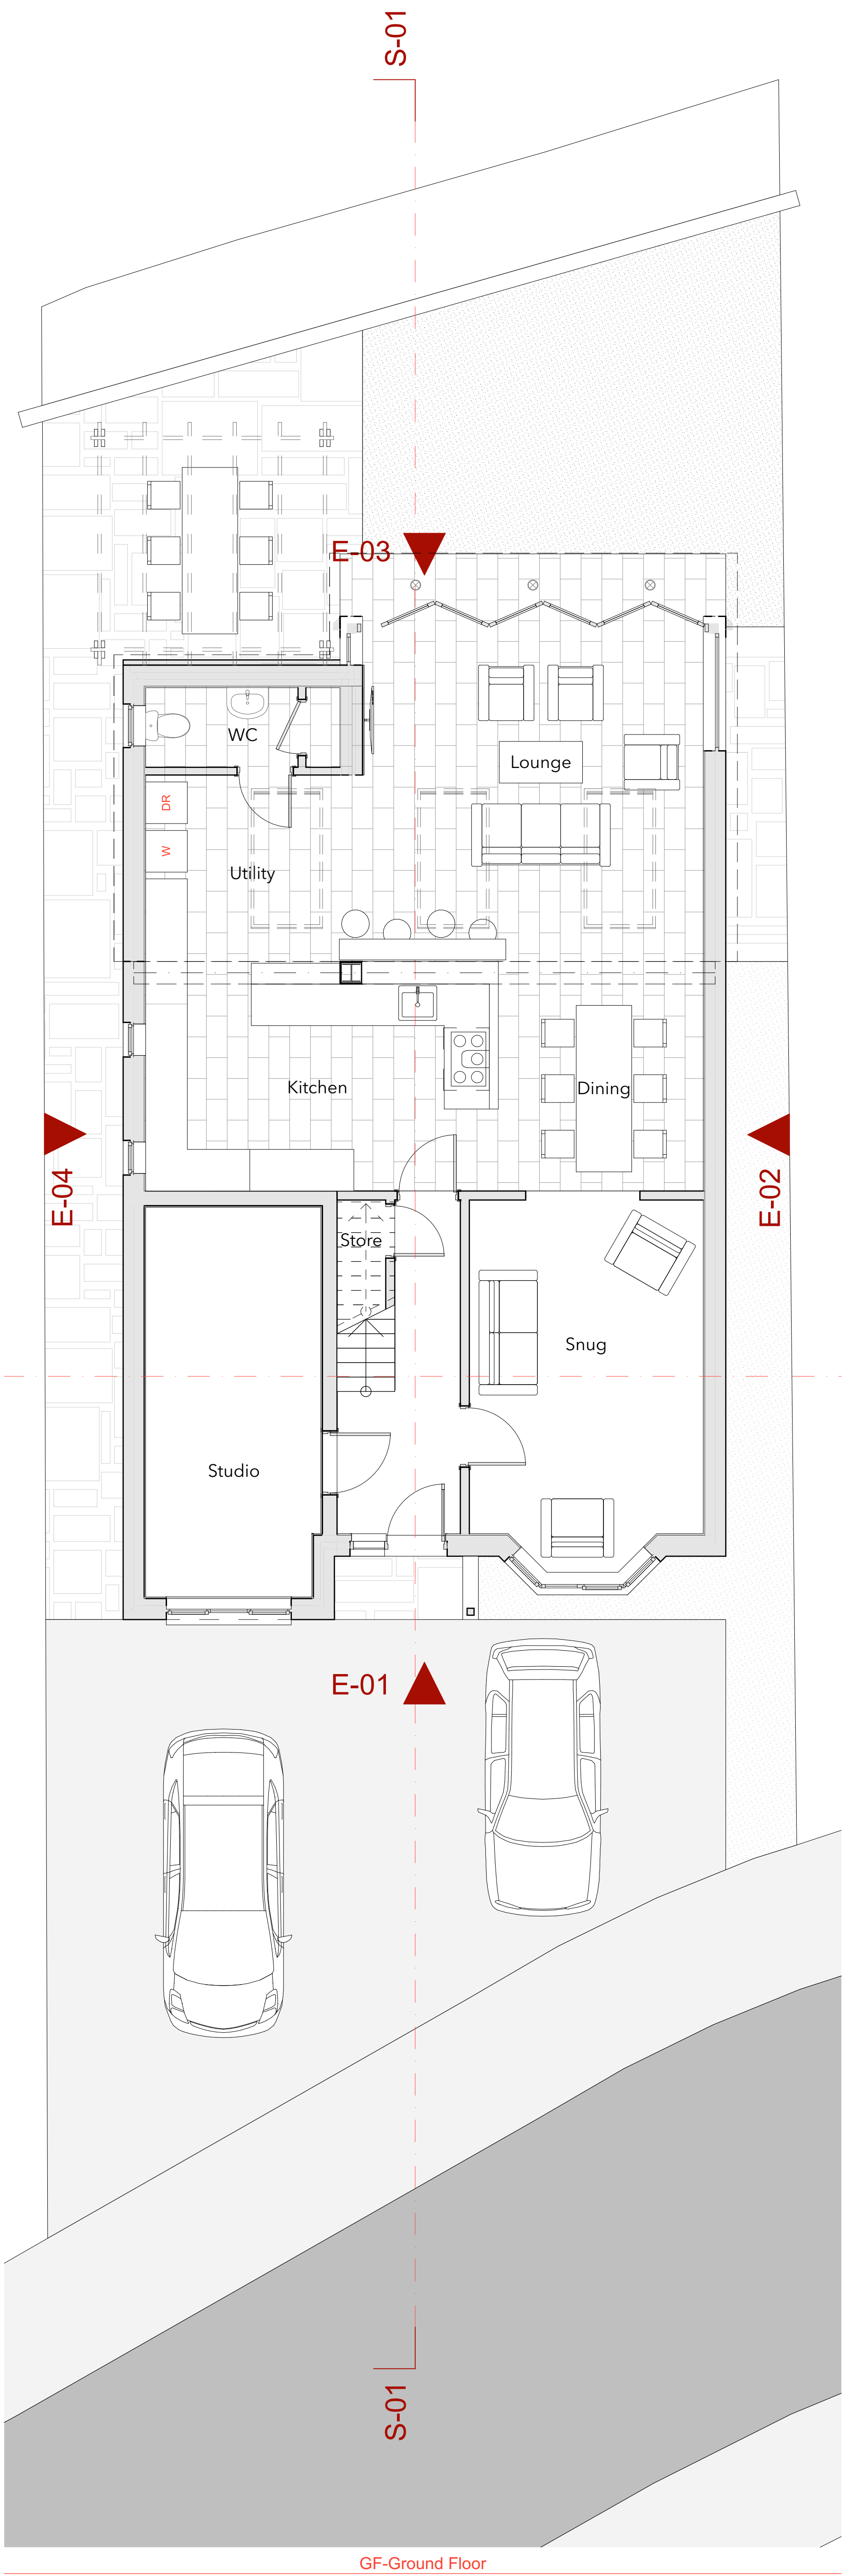 S-01
E-03
WC
Lounge
DR
W
Utility
Kitchen
Dining
E-04
E-02
Store
Snug
Studio
E-01
S-01
GF-Ground Floor